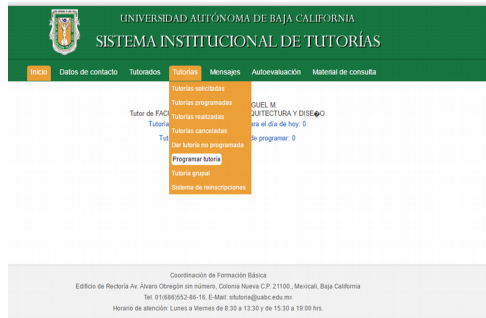 UNIVERSIDAD AUTÓNOMA DE BAJA CALIFORNIA
SISTEMA INSTITUCIONAL DE TUTORÍAS
Inicio Datos de contacto Tutorados Tutorías Mensajes Autoevaluación Material de consulta
Tutorías solicitadas
Tutorías programadas
GUEL M.
Tutor de FAC QUITECTURA Y DISE�O
Tutorías realizadas
Tutoría ara el día de hoy: 0
Tutorías canceladas
Tut de programar: 0
Dar tutoría no programada
Programar tutoría
Tutoría grupal
Sistema de reinscripciones
Coordinación de Formación Básica
Edificio de Rectoría Av. Álvaro Obregón sin número, Colonia Nueva C.P. 21100., Mexicali, Baja California
Tel. 01(686)552-86-16, E-Mail: situtoria@uabc.edu.mx
Horario de atención: Lunes a Viernes de 8:30 a 13:30 y de 15:30 a 19:00 hrs.